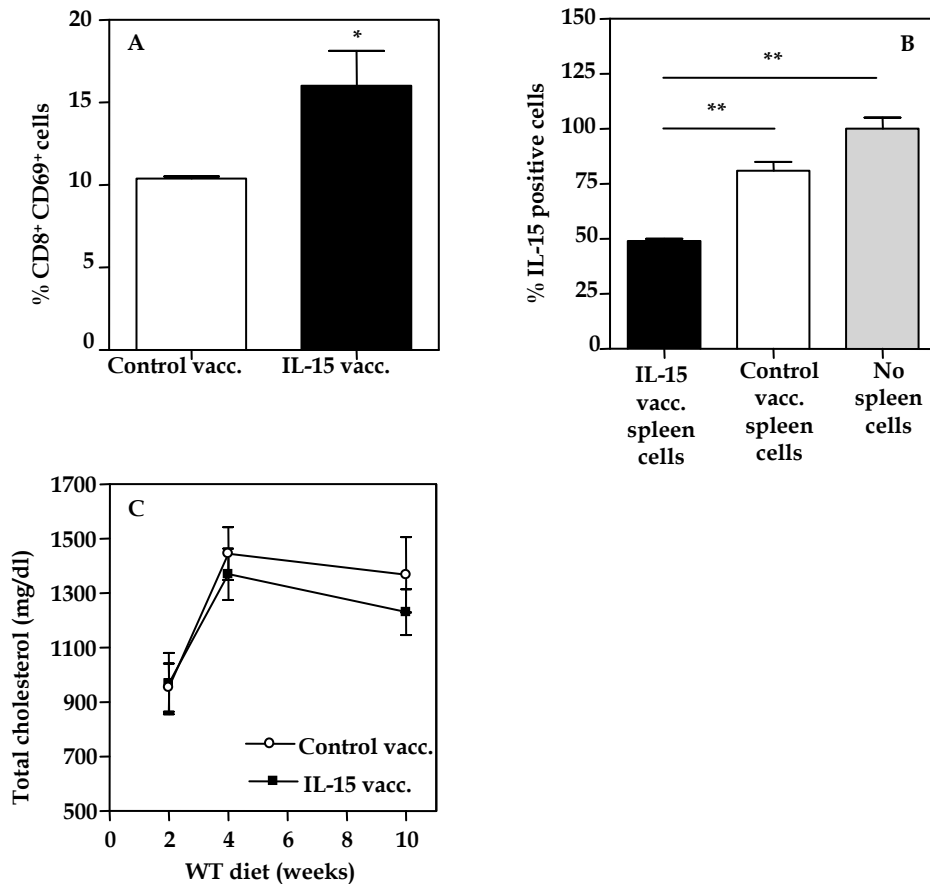 A
% CD8+ CD69+ cells
20
15
10
5
0
*
Control vacc.
IL-15 vacc.
B
% IL-15 positive cells
150
125
100
75
50
25
0
**
**
IL-15
vacc.
spleen
cells
Control
vacc.
spleen
cells
No
spleen
cells
C
Total cholesterol (mg/dl)
1700
1500
1300
1100
900
700
500
Control vacc.
IL-15 vacc.
0 2 4 6 8 10
WT diet (weeks)